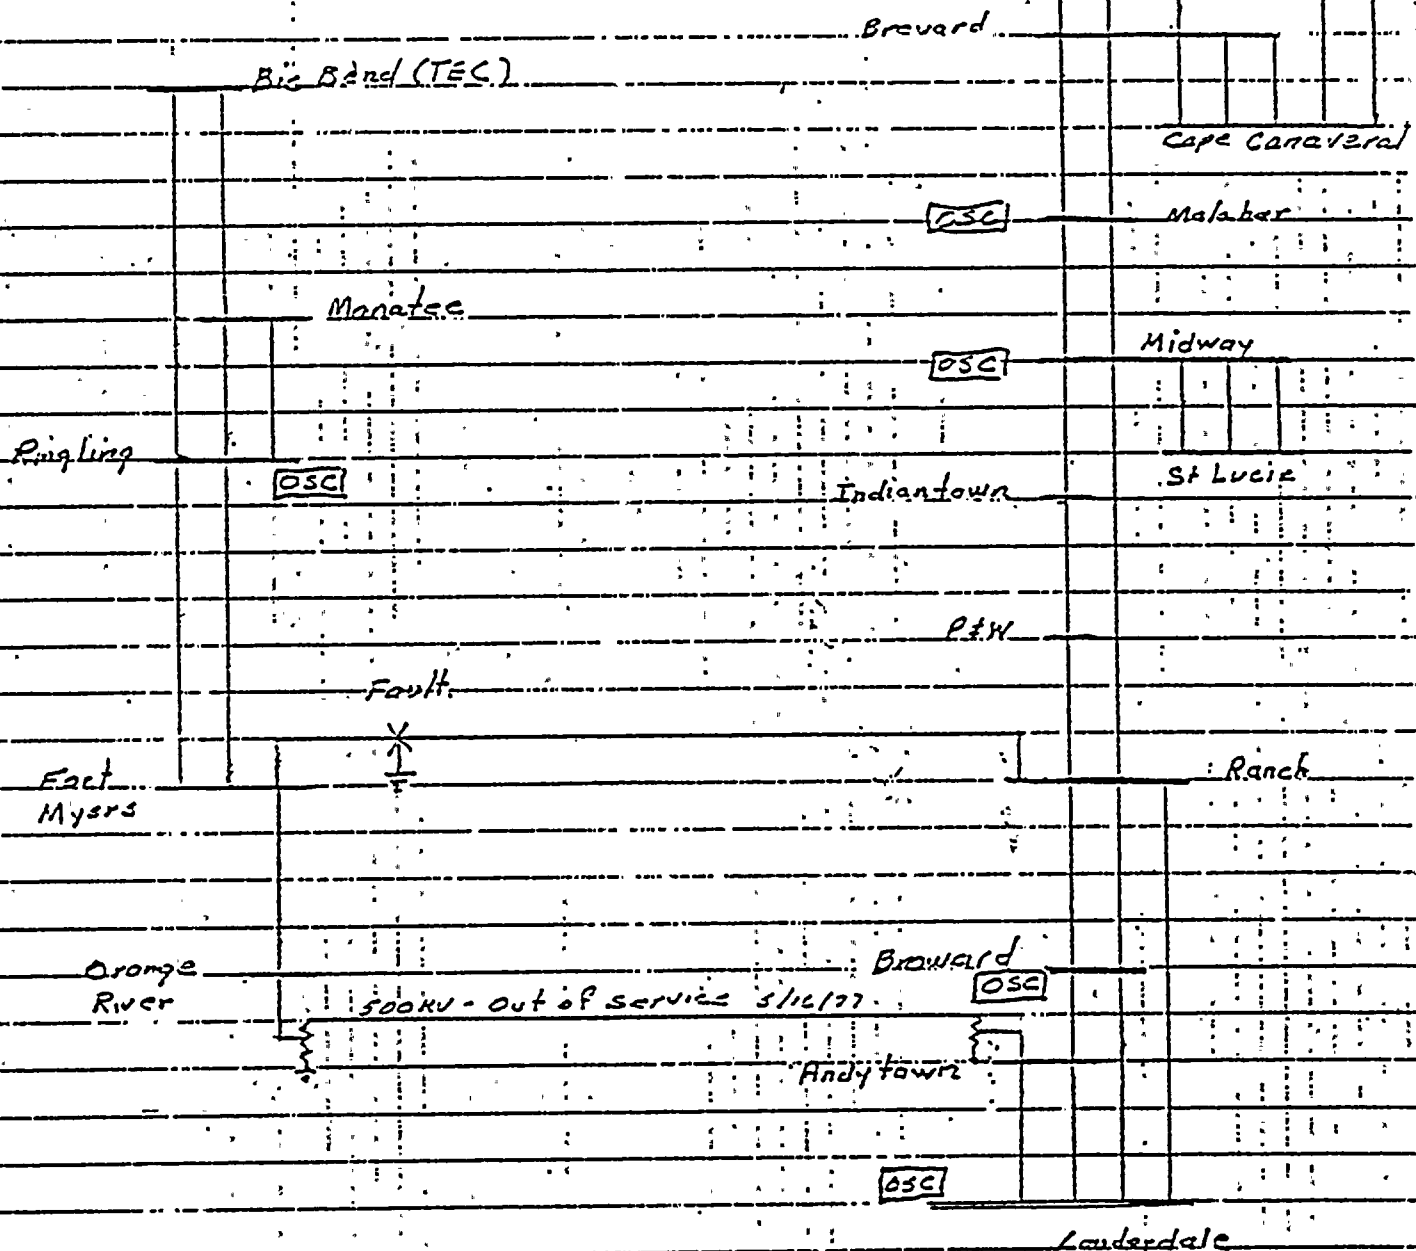 Brevard
Big Bend (TEC)
Cape Canaveral
OSC
Malabar
Manatee
Midway
OSC
Ringling
OSC
St Lucie
Indiantown
P&W
Fault
Fort
Myers
Ranch
Orange
River
Broward
OSC
500KV - Out of Service 5/16/77
Andytown
OSC
Lauderdale